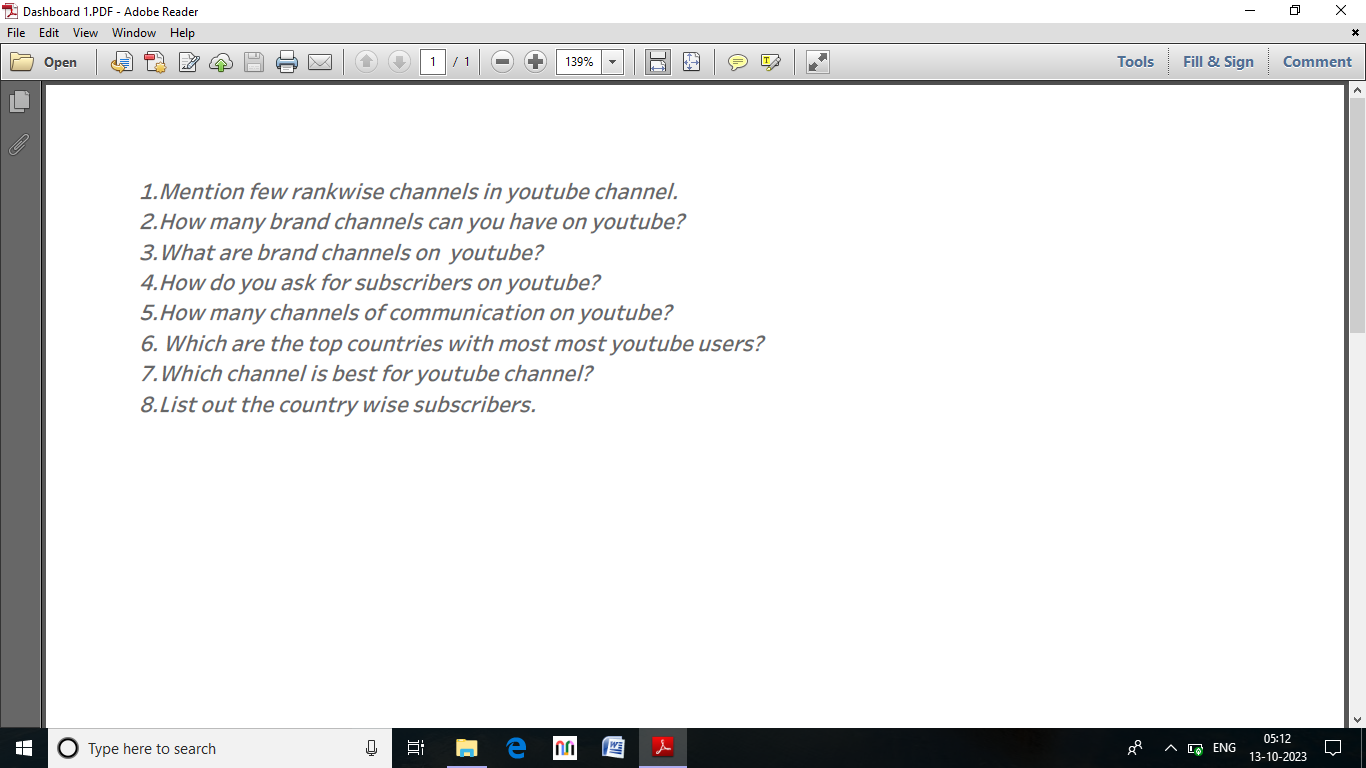 Dashboard 1.PDF - Adobe Reader
File Edit View Window Help
Open 1 / 1 139% Tools Fill & Sign Comment
1.Mention few rankwise channels in youtube channel.
2.How many brand channels can you have on youtube?
3.What are brand channels on  youtube?
4.How do you ask for subscribers on youtube?
5.How many channels of communication on youtube?
6. Which are the top countries with most most youtube users?
7.Which channel is best for youtube channel?
8.List out the country wise subscribers.
Type here to search
ENG
05:12
13-10-2023